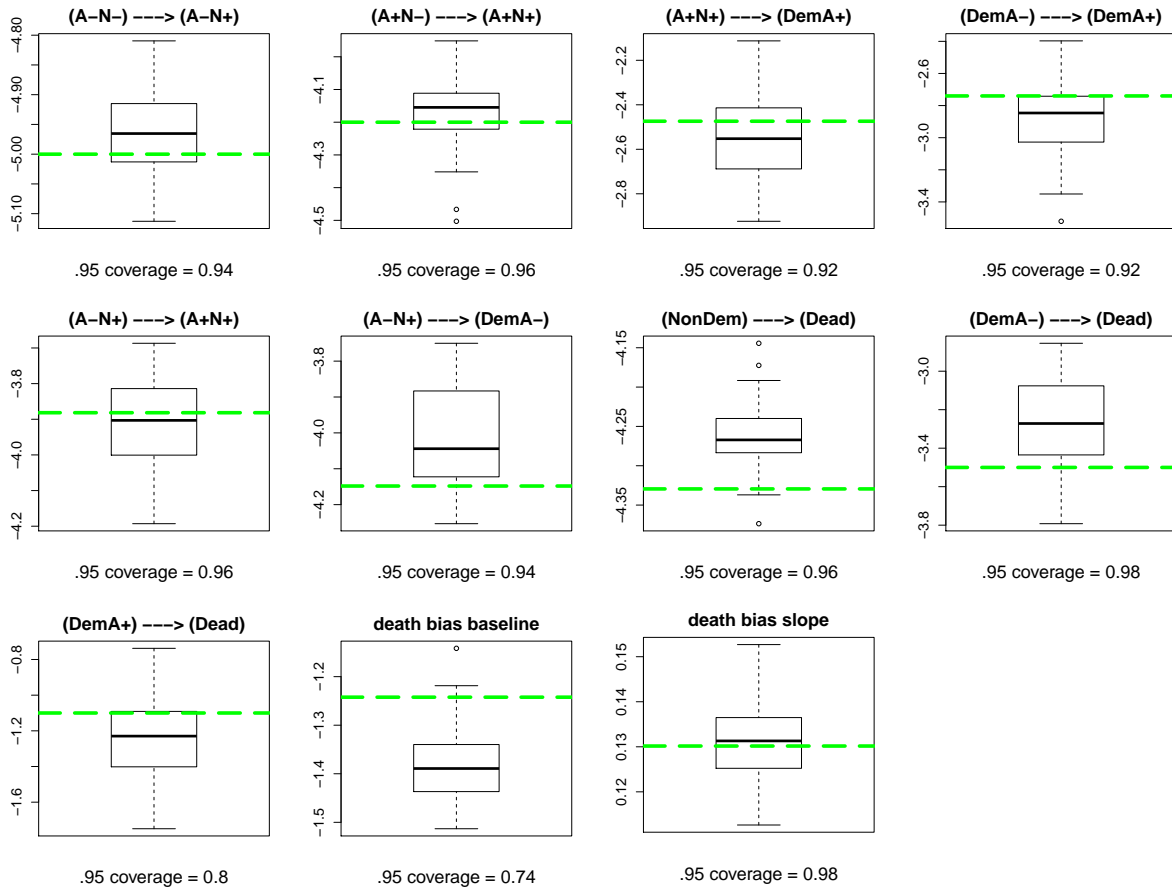 (A−N−) −−−> (A−N+)
(A+N−) −−−> (A+N+)
(A+N+) −−−> (DemA+)
(DemA−) −−−> (DemA+)
−4.80
−4.90
−5.00
−5.10
−4.1
−4.3
−4.5
−2.2
−2.4
−2.6
−2.8
−2.6
−3.0
−3.4
.95 coverage = 0.94
.95 coverage = 0.96
.95 coverage = 0.92
.95 coverage = 0.92
(A−N+) −−−> (A+N+)
(A−N+) −−−> (DemA−)
(NonDem) −−−> (Dead)
(DemA−) −−−> (Dead)
−3.8
−4.0
−4.2
−3.8
−4.0
−4.2
−4.15
−4.25
−4.35
−3.0
−3.4
−3.8
.95 coverage = 0.96
.95 coverage = 0.94
.95 coverage = 0.96
.95 coverage = 0.98
(DemA+) −−−> (Dead)
death bias baseline
death bias slope
−0.8
−1.2
−1.6
−1.2
−1.3
−1.4
−1.5
0.15
0.14
0.13
0.12
.95 coverage = 0.8
.95 coverage = 0.74
.95 coverage = 0.98